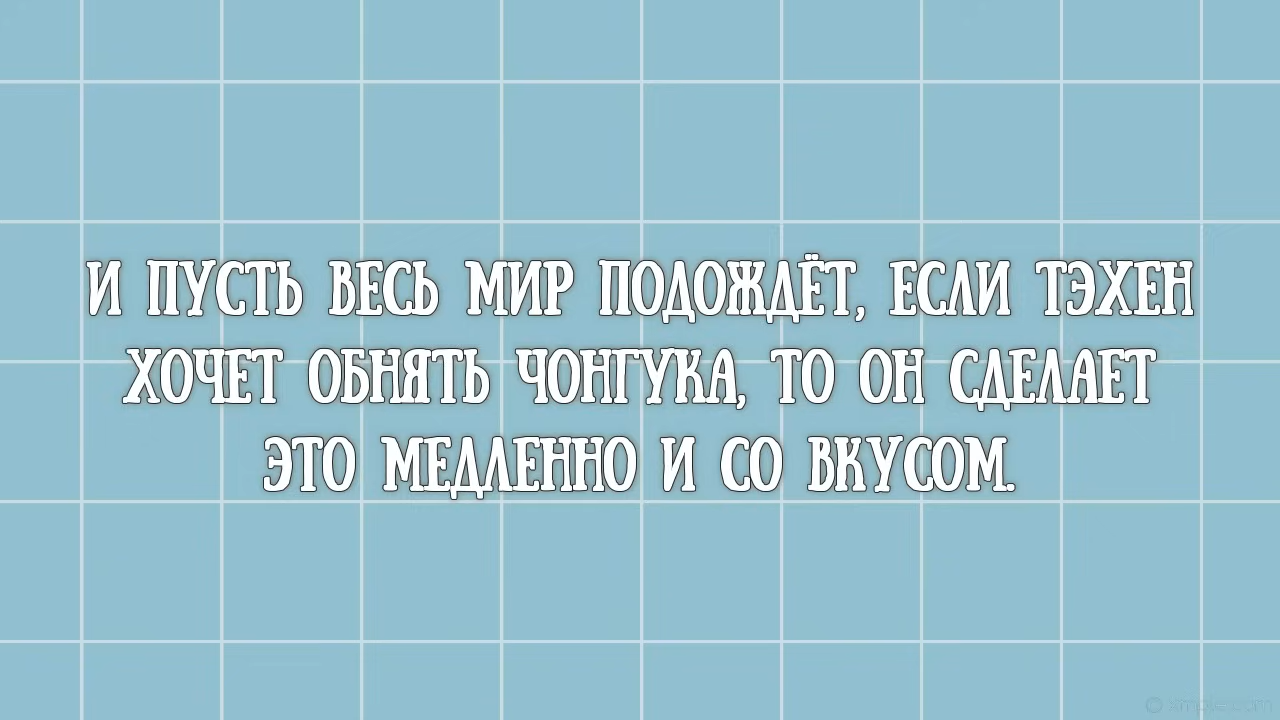 И ПУСТЬ ВЕСЬ МИР ПОДОЖДЁТ, ЕСЛИ ТЭХЕН
ХОЧЕТ ОБНЯТЬ ЧОНГУКА, ТО ОН СДЕЛАЕТ
ЭТО МЕДЛЕННО И СО ВКУСОМ.